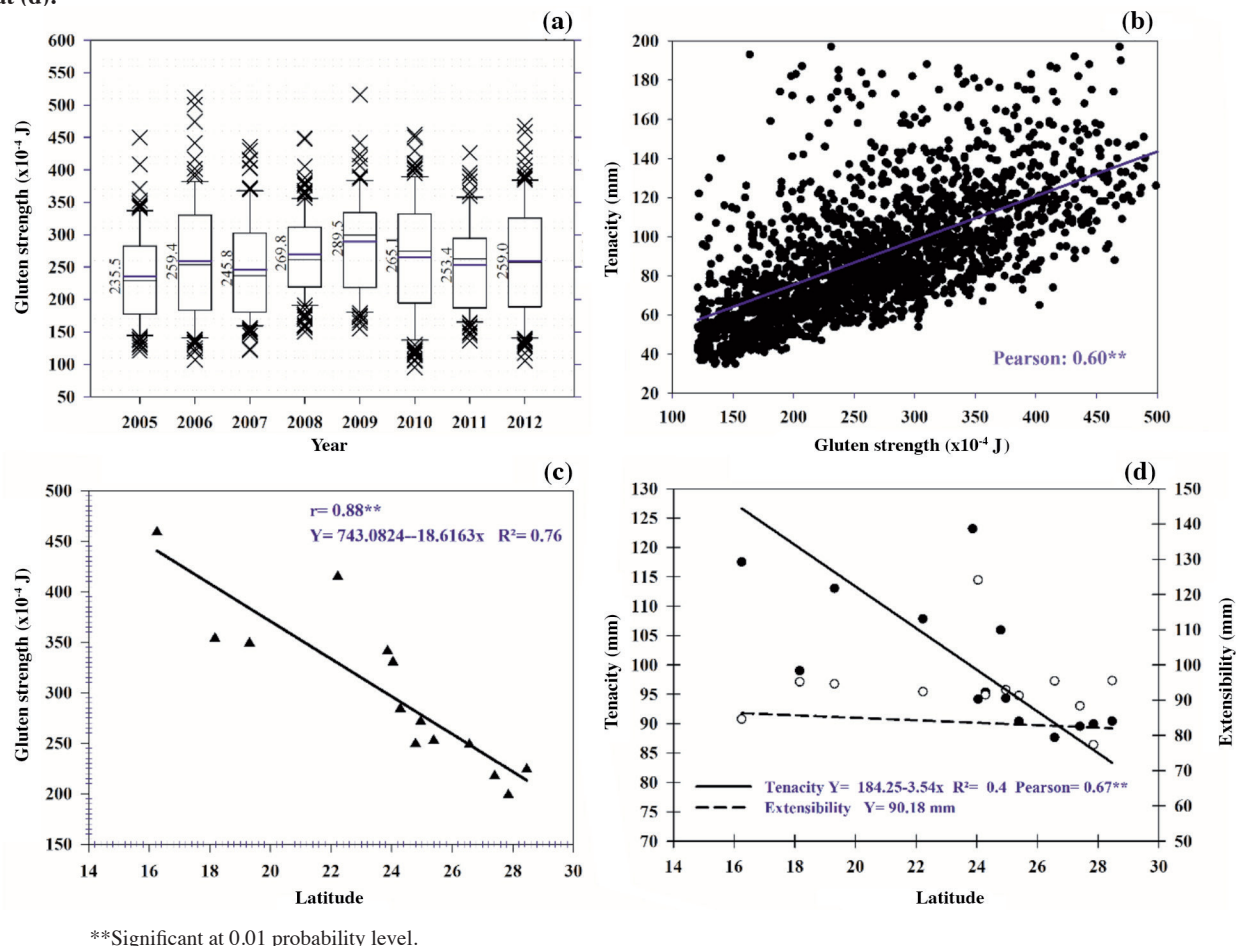 (d).
(a)
600
550
500
450
400
350
300
250
200
150
100
50
Gluten strength (x10-4 J)
235.5
259.4
245.8
269.8
289.5
265.1
253.4
259.0
2005 2006 2007 2008 2009 2010 2011 2012
Year
(b)
200
180
160
140
120
100
80
60
40
20
Tenacity (mm)
Pearson: 0.60**
100 150 200 250 300 350 400 450 500
Gluten strength (x10-4 J)
(c)
500
450
400
350
300
250
200
150
Gluten strength (x10-4 J)
r= 0.88**
Y= 743.0824--18.6163x R²= 0.76
14 16 18 20 22 24 26 28 30
Latitude
(d)
130
125
120
115
110
105
100
95
90
85
80
75
70
Tenacity (mm)
150
140
130
120
110
100
90
80
70
60
50
Extensibility (mm)
Tenacity Y= 184.25-3.54x R²= 0.4 Pearson= 0.67**
Extensibility Y= 90.18 mm
14 16 18 20 22 24 26 28 30
Latitude
**Significant at 0.01 probability level.